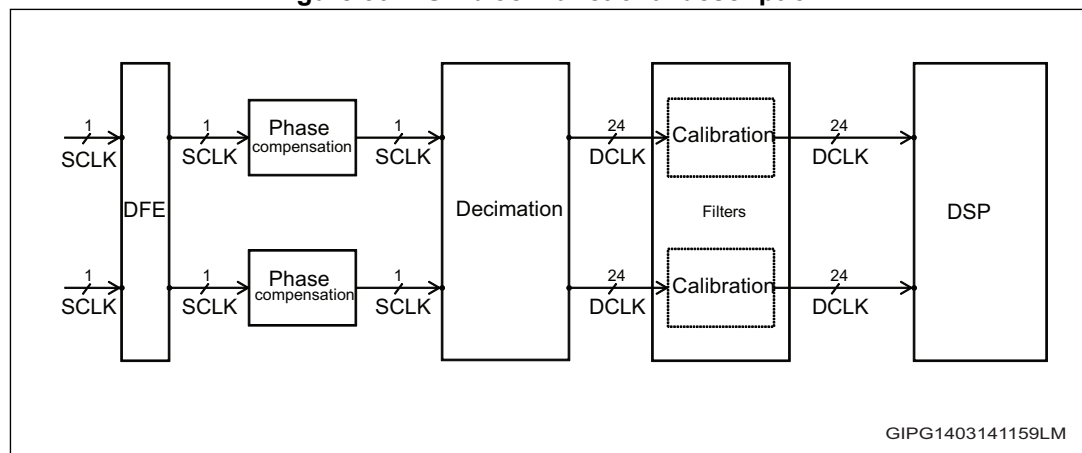 1 1 1 24 24
SCLK SCLK Phase compensation SCLK DCLK Calibration DCLK
DFE Decimation Filters DSP
1 1 1 24 24
SCLK SCLK Phase compensation SCLK DCLK Calibration DCLK
GIPG1403141159LM